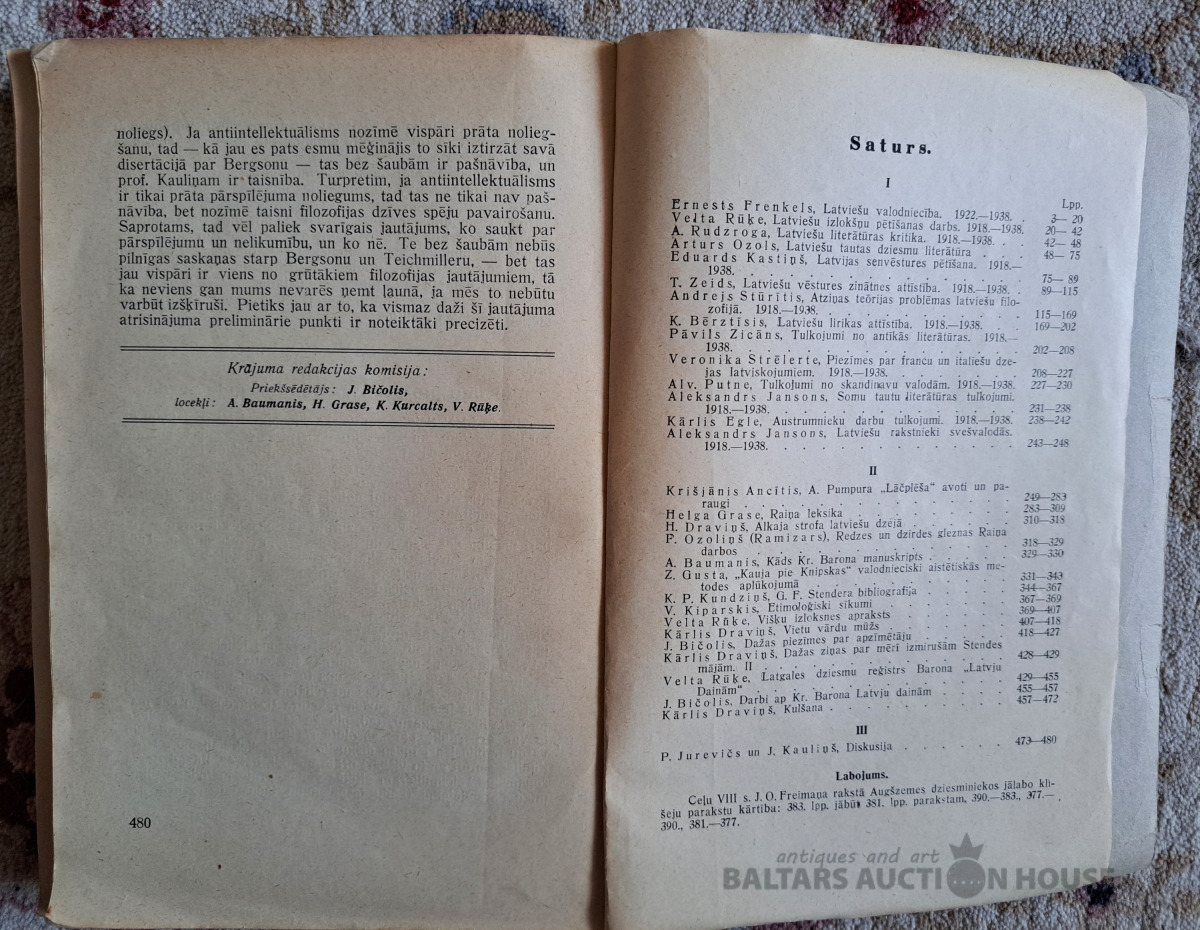 noliegs). Ja antiintellektuālisms nozīmē vispāri prāta nolieg-
šanu, tad — kā jau es pats esmu mēģinājis to sīki iztirzāt savā
disertācijā par Bergsonu — tas bez šaubām ir pašnāvība, un
prof. Kauliņam ir taisnība. Turpretim, ja antiintellektuālisms
ir tikai prāta pārspīlējuma noliegums, tad tas ne tikai nav paš-
nāvība, bet nozīmē taisni filozofijas dzīves spēju pavairošanu.
Saprotams, tad vēl paliek svarīgais jautājums, ko saukt par
pārspīlējumu un nelikumību, un ko nē. Te bez šaubām nebūs
pilnīgas saskaņas starp Bergsonu un Teichmilleru, — bet tas
jau vispāri ir viens no grūtākiem filozofijas jautājumiem, tā
ka neviens gan mums nevarēs ņemt ļaunā, ja mēs to nebūtu
varbūt izšķīruši. Pietiks jau ar to, ka vismaz daži šī jautājuma
atrisinājuma preliminārie punkti ir noteiktāki precizēti.
Krājuma redakcijas komisija:
Priekšsēdētājs: J. Bičolis,
locekļi: A. Baumanis, H. Grase, K. Kurcalts, V. Rūķe.
480
Saturs.
I
Lpp.
Ernests Frenkels, Latviešu valodniecība. 1922.—1938. . 3— 20
Velta Rūķe, Latviešu izlokšņu pētīšanas darbs. 1918.—1938. 20— 42
A. Rudzroga, Latviešu literātūras kritika. 1918.—1938. . . 42— 48
Arturs Ozols, Latviešu tautas dziesmu literātūra . . . 48— 75
Eduards Kastiņš, Latvijas senvēstures pētīšana. 1918.—
1938. . . . . . . . . . . . . . . . 75— 89
T. Zeids, Latviešu vēstures zinātnes attīstība. 1918.—1938. . 89—115
Andrejs Stūrītis, Atziņas teōrijas problēmas latviešu filo-
zofijā. 1918.—1938. . . . . . . . . . . 115—169
K. Bērztīsis, Latviešu lirikas attīstība. 1918.—1938. . 169—202
Pāvils Zicāns, Tulkojumi no antikās literātūras. 1918.—
1938. . . . . . . . . . . . . . . . 202—208
Veronika Strēlerte, Piezīmes par franču un itaļiešu dze-
jas latviskojumiem. 1918.—1938. . . . . . . . 208—227
Alv. Putne, Tulkojumi no skandinavu valodām. 1918.—1938. 227—230
Aleksandrs Jansons, Somu tautu literātūras tulkojumi.
1918.—1938. . . . . . . . . . . . . 231—238
Kārlis Egle, Austrumnieku darbu tulkojumi. 1918.—1938. 238—242
Aleksandrs Jansons, Latviešu rakstnieki svešvalodās.
1918.—1938. . . . . . . . . . . . . 243—248
II
Krišjānis Ancītis, A. Pumpura „Lāčplēša“ avoti un pa-
raugi . . . . . . . . . . . . . . 249—283
Helga Grase, Raiņa leksika . . . . . . . . 283—309
H. Draviņš, Alkaja strofa latviešu dzejā . . . . . 310—318
P. Ozoliņš (Ramizars), Redzes un dzirdes gleznas Raiņa
darbos . . . . . . . . . . . . . . 318—329
A. Baumanis, Kāds Kr. Barona manuskripts . . . . 329—330
Z. Gusta, „Kauja pie Knipskas“ valodnieciski aistētiskās me-
todes aplūkojumā . . . . . . . . . . . 331—343
K. P. Kundziņš, G. F. Stendera bibliografija . . . . 344—367
V. Kiparskis, Etimoloģiski sīkumi . . . . . . . 367—369
Velta Rūķe, Višķu izloksnes apraksts . . . . . . 369—407
Kārlis Draviņš, Vietu vārdu mūžs . . . . . . . 407—418
J. Bičolis, Dažas piezīmes par apzīmētāju . . . . . 418—427
Kārlis Draviņš, Dažas ziņas par mērī izmirušām Stendes
mājām. II . . . . . . . . . . . . . 428—429
Velta Rūķe, Latgales dziesmu reģistrs Barona „Latvju
Dainām“ . . . . . . . . . . . . . . 429—455
J. Bičolis, Darbi ap Kr. Barona Latvju dainām . . . . 455—457
Kārlis Draviņš, Kulšana . . . . . . . . . 457—472
III
P. Jurevičs un J. Kauliņš, Diskusija . . . . . . 473—480
Labojums.
Ceļu VIII s. J. O. Freimaņa rakstā Augšzemes dziesminiekos jālabo kli-
šeju parakstu kārtība: 383. lpp. jābūt 381. lpp. parakstam, 390.—383., 377.—
390., 381.—377.
antiques and art
BALTARS AUCTION HOUSE